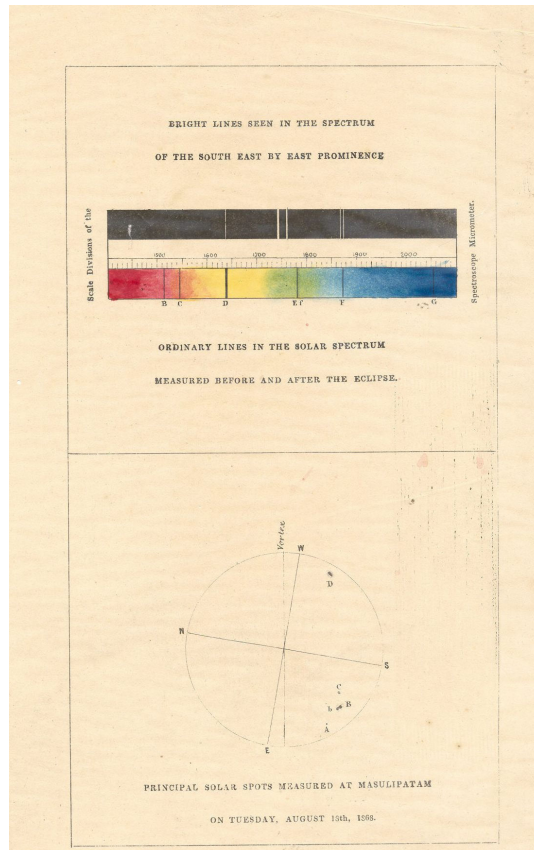 BRIGHT LINES SEEN IN THE SPECTRUM
OF THE SOUTH EAST BY EAST PROMINENCE
Scale Divisions of the
Spectroscope Micrometer.
1500 1600 1700 1800 1900 2000
B C D E F G
ORDINARY LINES IN THE SOLAR SPECTRUM
MEASURED BEFORE AND AFTER THE ECLIPSE.
Vertex
W
D
N
S
C
b B
A
E
PRINCIPAL SOLAR SPOTS MEASURED AT MASULIPATAM
ON TUESDAY, AUGUST 18th, 1868.